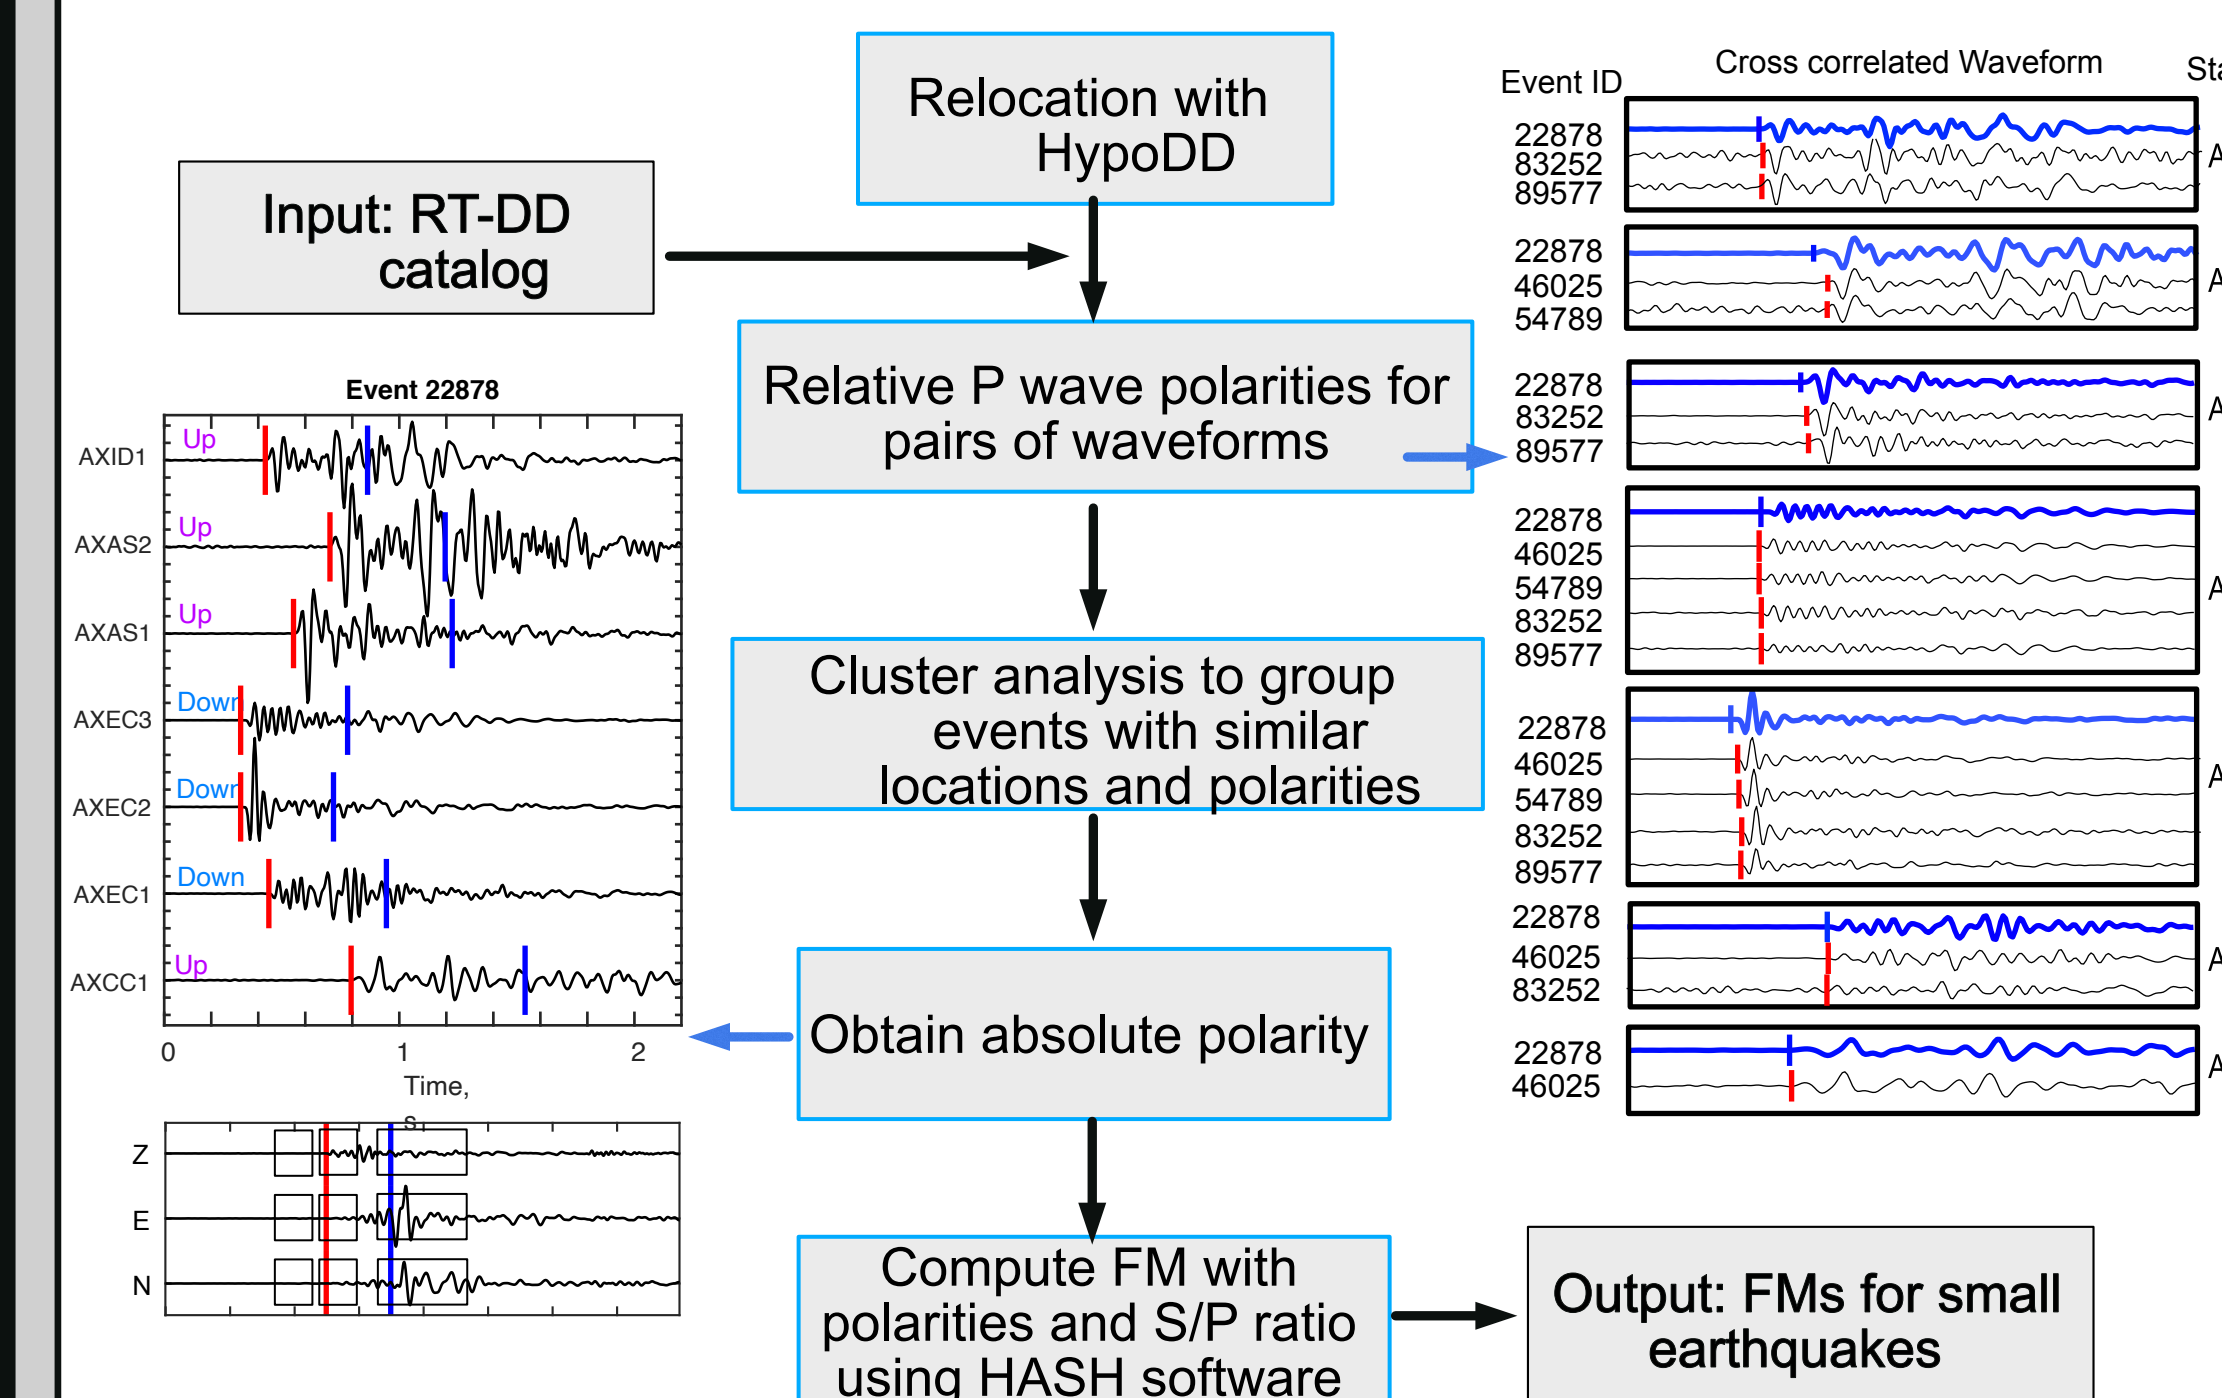 Relocation with
HypoDD
Input: RT-DD
catalog
Relative P wave polarities for
pairs of waveforms
Cluster analysis to group
events with similar
locations and polarities
Obtain absolute polarity
Compute FM with
polarities and S/P ratio
using HASH software
Output: FMs for small
earthquakes
Event 22878
AXID1 Up
AXAS2 Up
AXAS1 Up
AXEC3 Down
AXEC2 Down
AXEC1 Down
AXCC1 Up
0 1 2
Time,
s
Z
E
N
Event ID Cross correlated Waveform
22878
83252
89577
22878
46025
54789
22878
83252
89577
22878
46025
54789
83252
89577
22878
46025
54789
83252
89577
22878
46025
83252
22878
46025